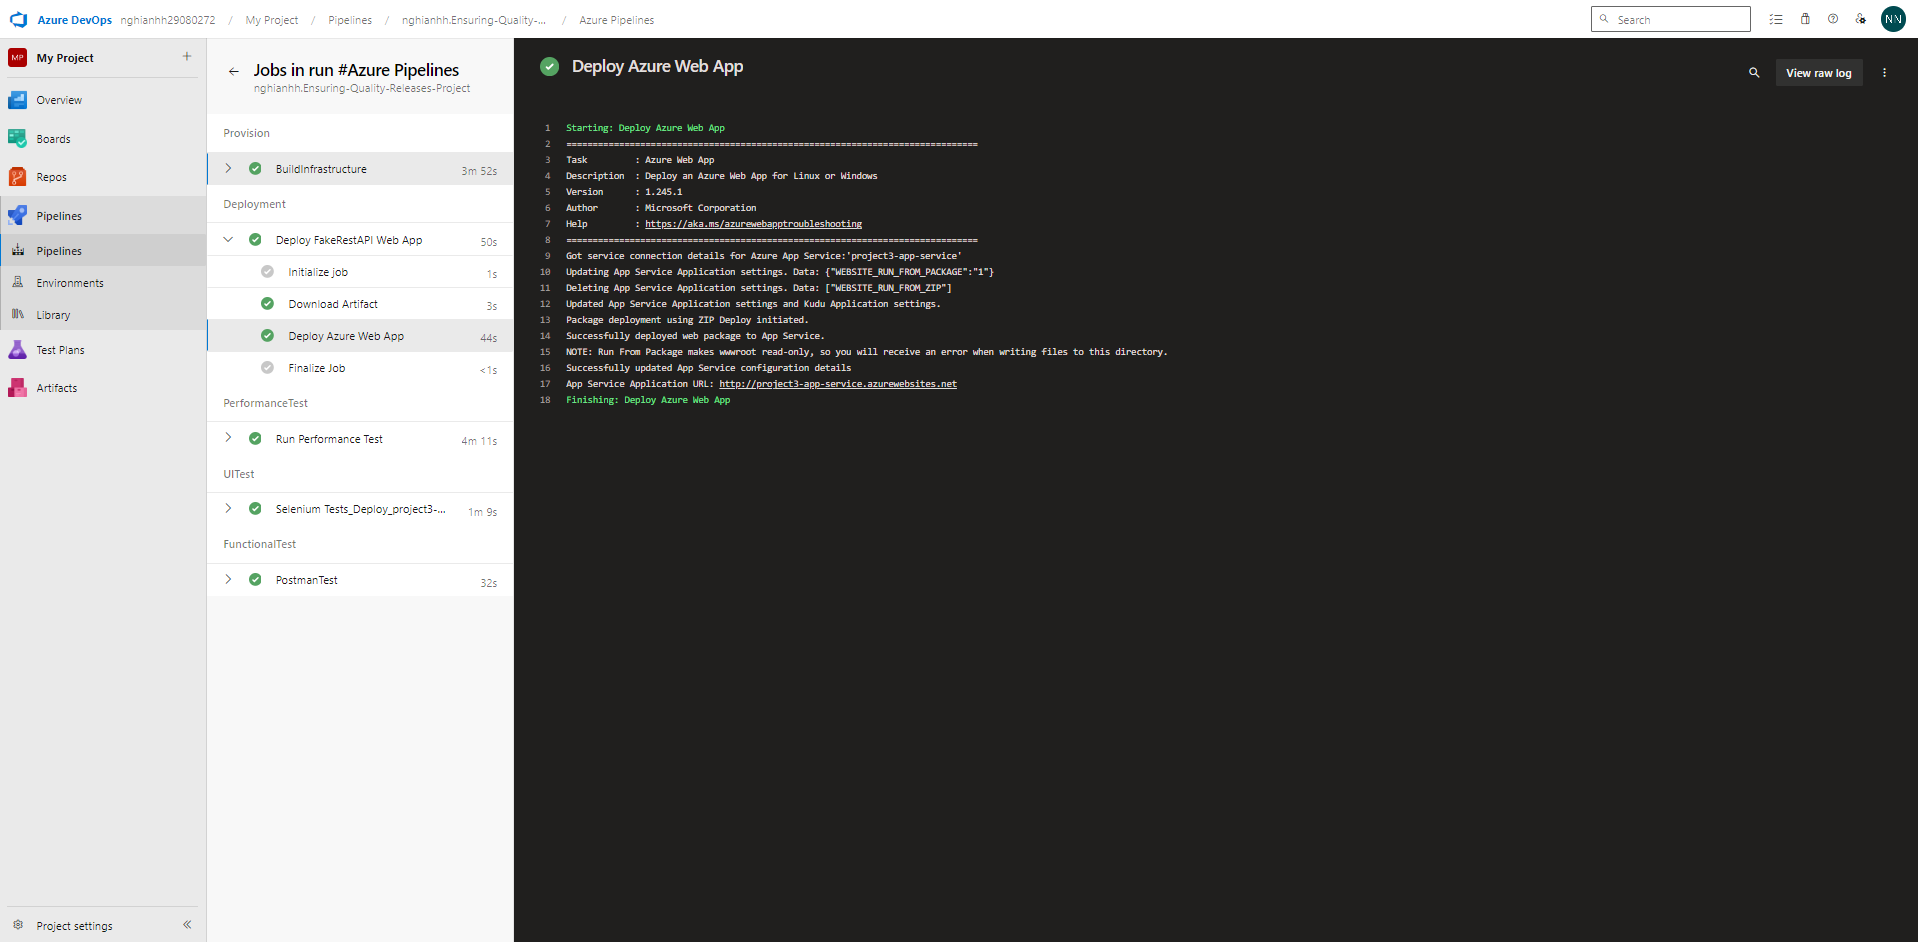 Azure DevOps nghianhh29080272 / My Project / Pipelines / nghianhh.Ensuring-Quality-... / Azure Pipelines
Search
NN
MP My Project +
Overview
Boards
Repos
Pipelines
Pipelines
Environments
Library
Test Plans
Artifacts
Project settings
Jobs in run #Azure Pipelines
nghianhh.Ensuring-Quality-Releases-Project
Provision
BuildInfrastructure 3m 52s
Deployment
Deploy FakeRestAPI Web App 50s
Initialize job 1s
Download Artifact 3s
Deploy Azure Web App 44s
Finalize Job <1s
PerformanceTest
Run Performance Test 4m 11s
UITest
Selenium Tests_Deploy_project3-... 1m 9s
FunctionalTest
PostmanTest 32s
Deploy Azure Web App
View raw log
1 Starting: Deploy Azure Web App
2 ==============================================================================
3 Task         : Azure Web App
4 Description  : Deploy an Azure Web App for Linux or Windows
5 Version      : 1.245.1
6 Author       : Microsoft Corporation
7 Help         : https://aka.ms/azurewebapptroubleshooting
8 ==============================================================================
9 Got service connection details for Azure App Service:'project3-app-service'
10 Updating App Service Application settings. Data: {"WEBSITE_RUN_FROM_PACKAGE":"1"}
11 Deleting App Service Application settings. Data: ["WEBSITE_RUN_FROM_ZIP"]
12 Updated App Service Application settings and Kudu Application settings.
13 Package deployment using ZIP Deploy initiated.
14 Successfully deployed web package to App Service.
15 NOTE: Run From Package makes wwwroot read-only, so you will receive an error when writing files to this directory.
16 Successfully updated App Service configuration details
17 App Service Application URL: http://project3-app-service.azurewebsites.net
18 Finishing: Deploy Azure Web App